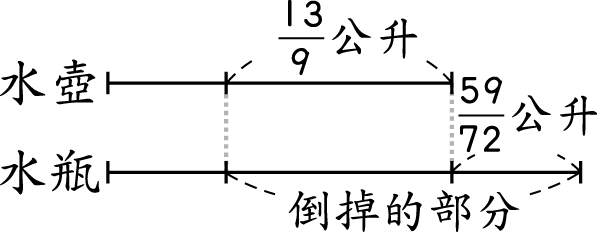 13/9公升
水壺
59/72公升
水瓶
倒掉的部分